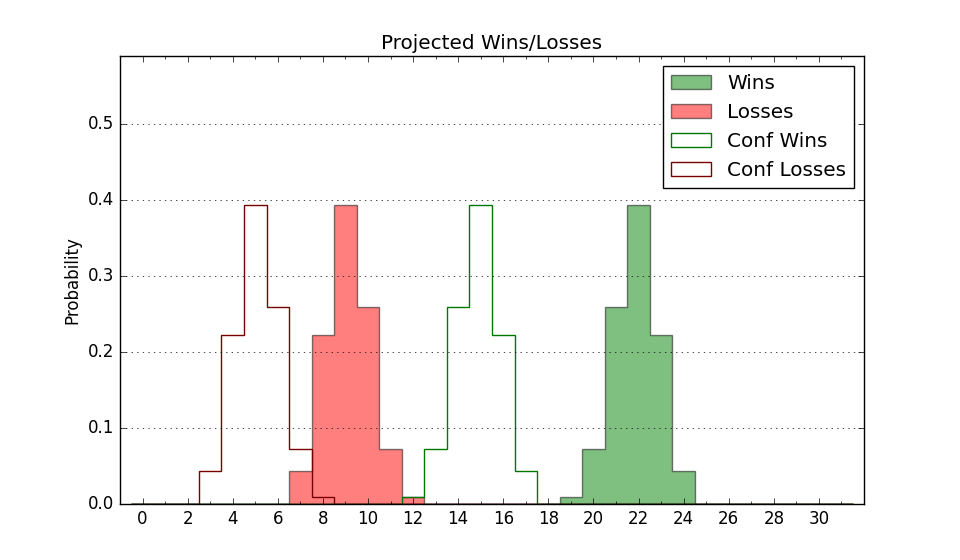 Projected Wins/Losses
Wins
Losses
Conf Wins
Conf Losses
Probability
0.5
0.4
0.3
0.2
0.1
0.0
0 2 4 6 8 10 12 14 16 18 20 22 24 26 28 30